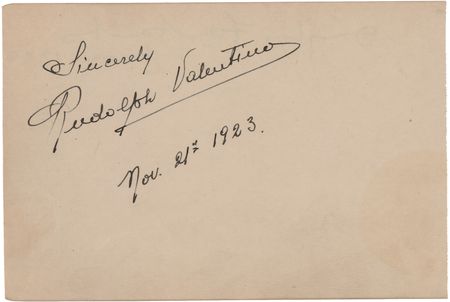 Sincerely
Rudolph Valentino
Nov. 21st 1923.